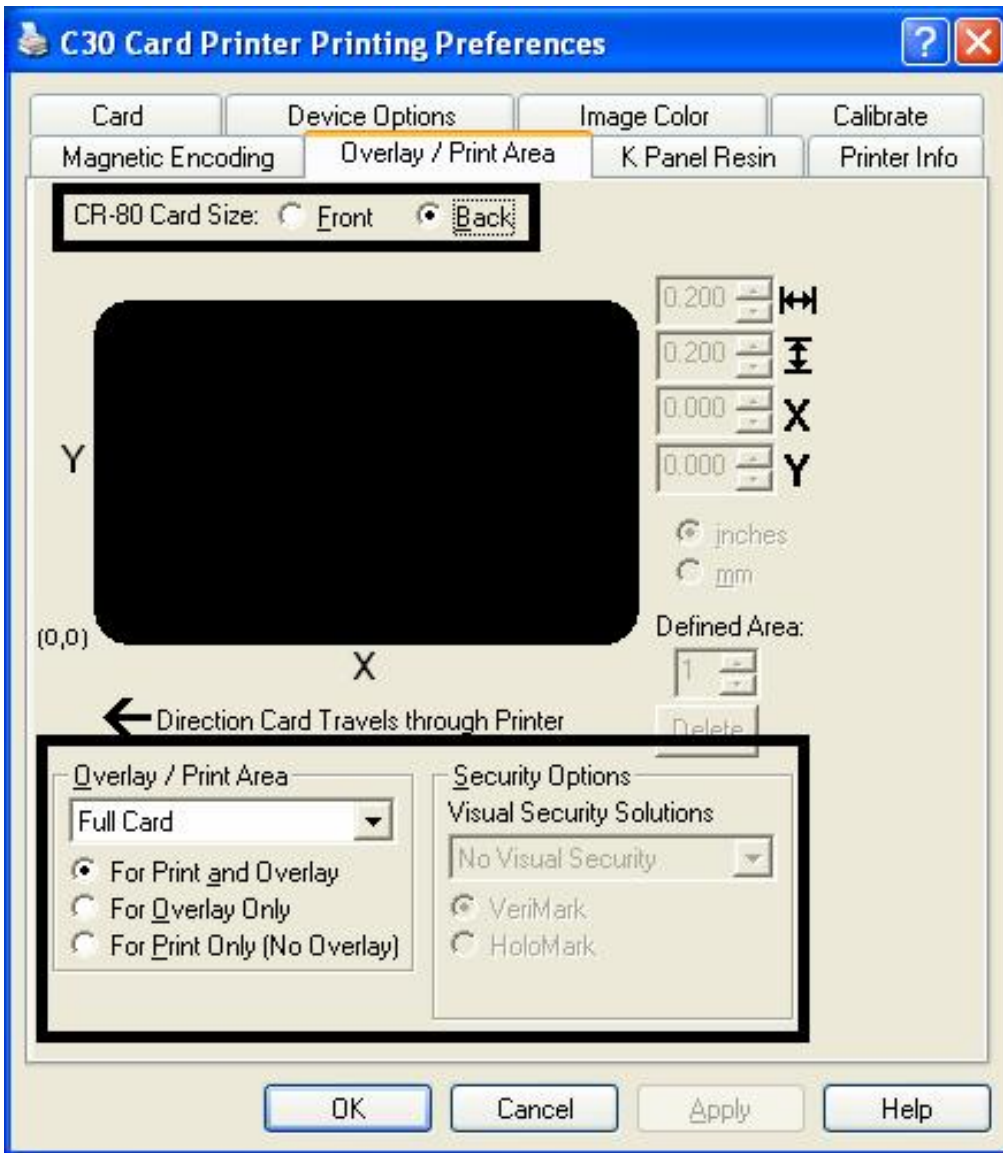 C30 Card Printer Printing Preferences
Card
Device Options
Image Color
Calibrate
Magnetic Encoding
Overlay / Print Area
K Panel Resin
Printer Info
CR-80 Card Size: Front Back
0.200
0.200
0.000 X
0.000 Y
Y
inches
mm
(0,0)
X
Defined Area:
1
Direction Card Travels through Printer
Delete
Overlay / Print Area
Full Card
For Print and Overlay
For Overlay Only
For Print Only (No Overlay)
Security Options
Visual Security Solutions
No Visual Security
VeriMark
HoloMark
OK
Cancel
Apply
Help